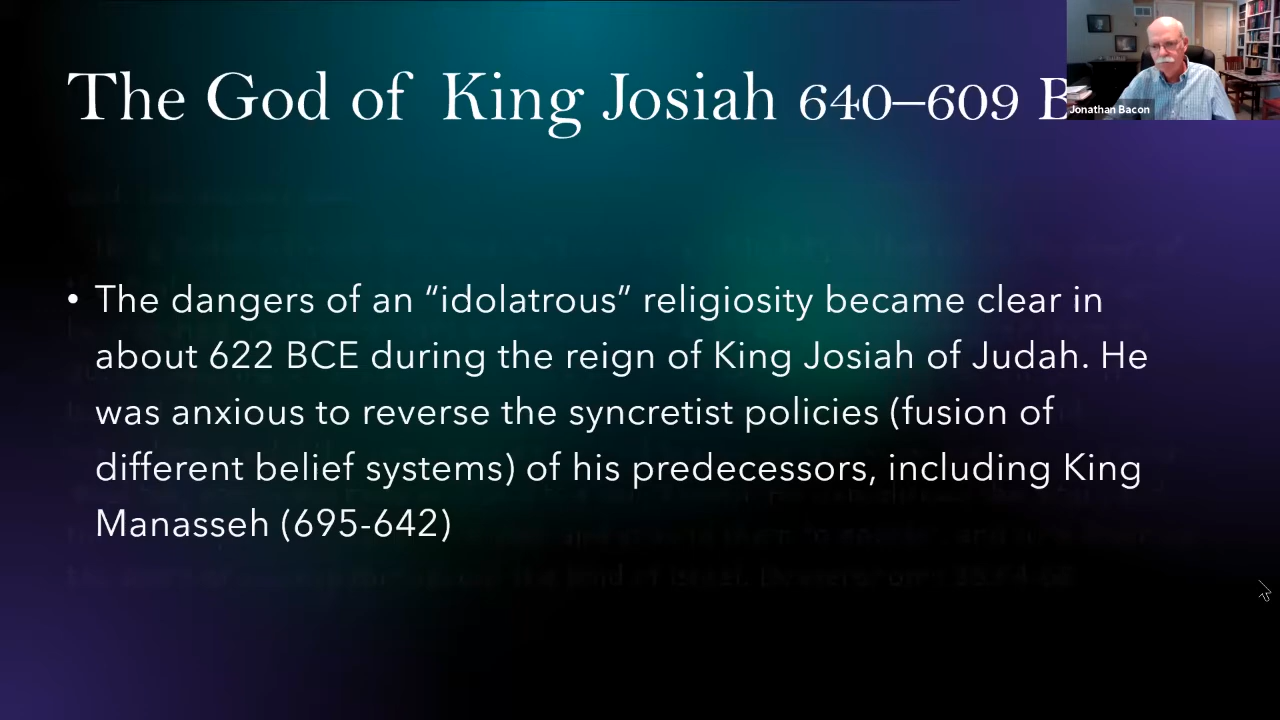 The God of King Josiah 640–609 B
Jonathan Bacon
• The dangers of an “idolatrous” religiosity became clear in
about 622 BCE during the reign of King Josiah of Judah. He
was anxious to reverse the syncretist policies (fusion of
different belief systems) of his predecessors, including King
Manasseh (695-642)